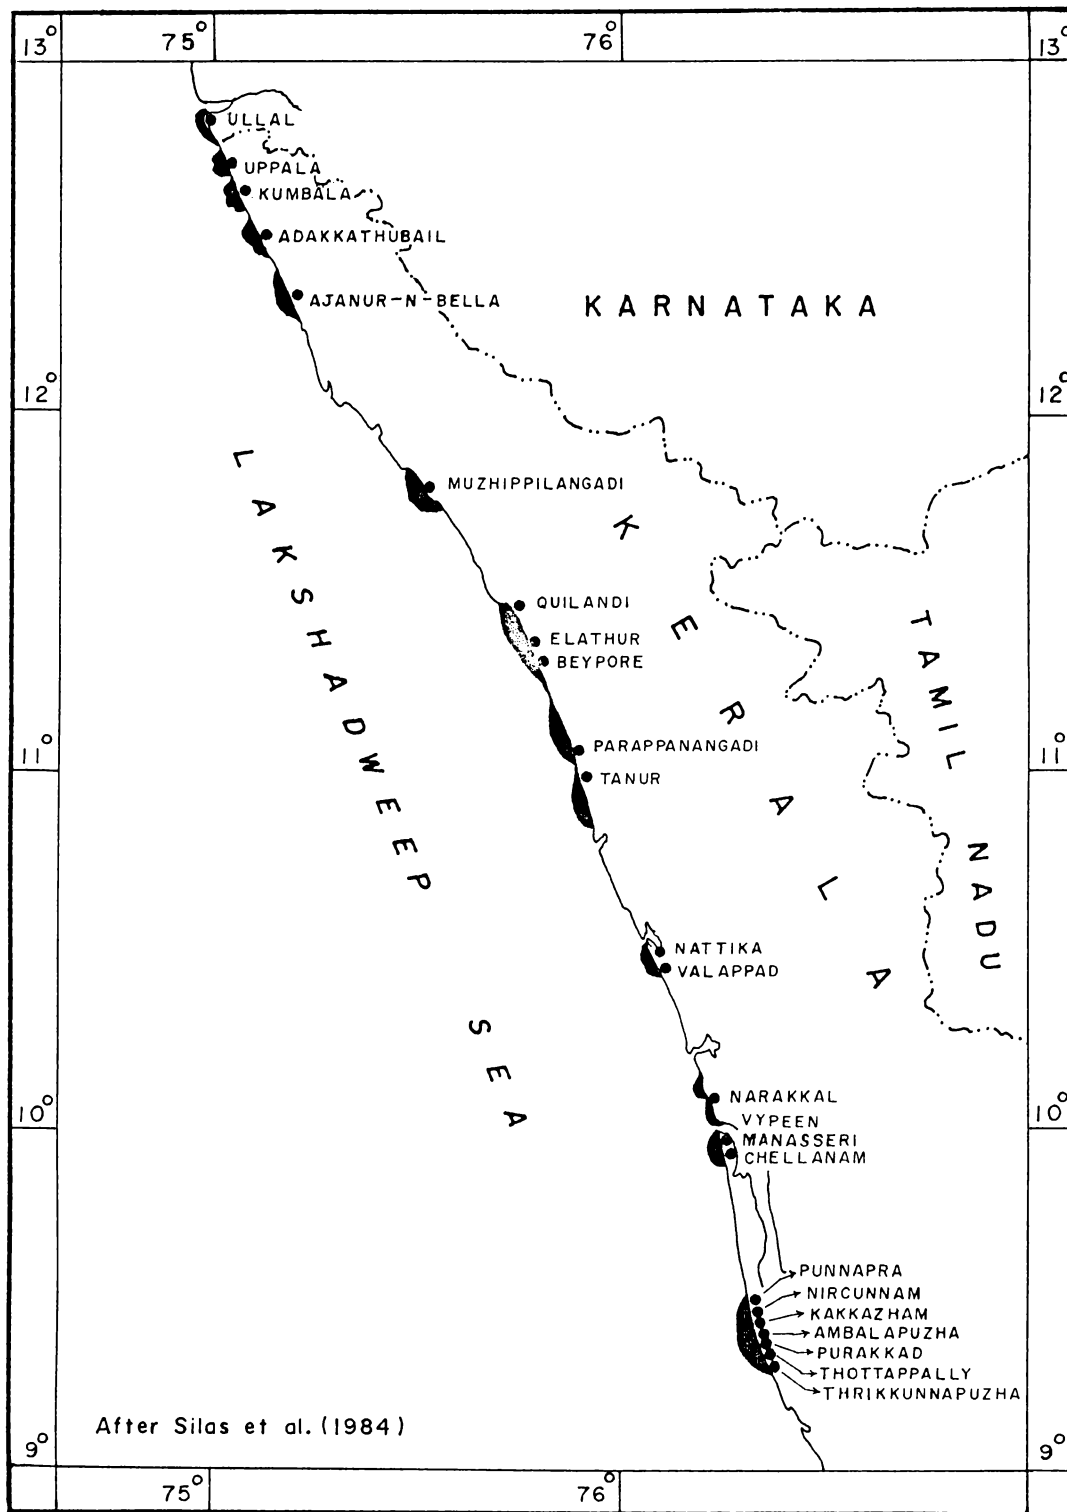 75° 76°
13° 13°
ULLAL
UPPALA
KUMBALA
ADAKKATHUBAIL
AJANUR-N-BELLA
KARNATAKA
12° 12°
LAKSHADWEEP SEA
MUZHIPPILANGADI
KERALA
QUILANDI
ELATHUR
BEYPORE
TAMIL NADU
PARAPPANANGADI
11° 11°
TANUR
NATTIKA
VALAPPAD
NARAKKAL
10° 10°
VYPEEN
MANASSERI
CHELLANAM
PUNNAPRA
NIRCUNNAM
KAKKAZHAM
AMBALAPUZHA
PURAKKAD
THOTTAPPALLY
THRIKKUNNAPUZHA
After Silas et al. (1984)
9° 9°
75° 76°